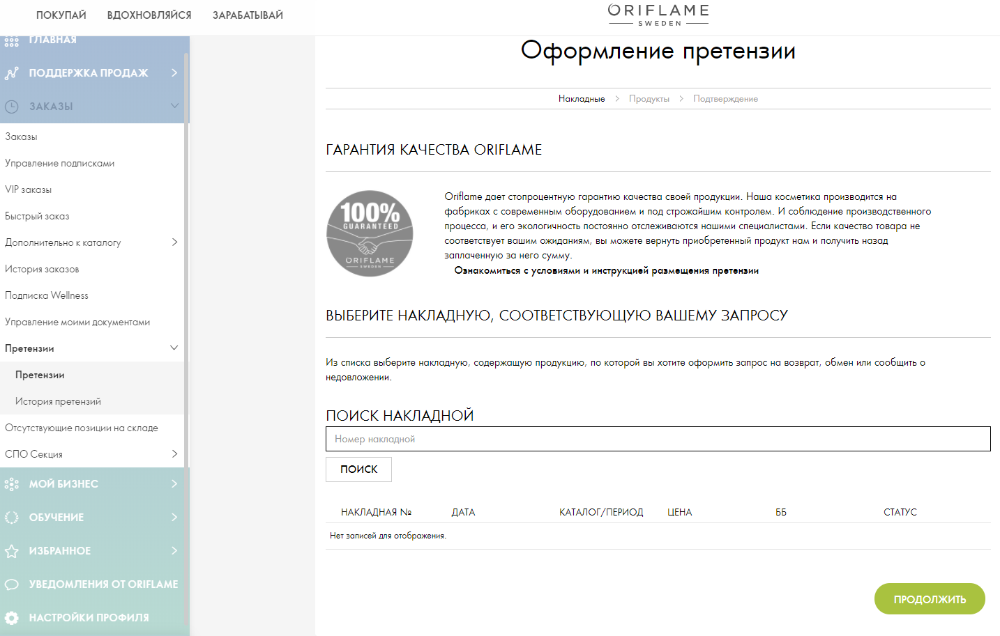 ПОКУПАЙ ВДОХНОВЛЯЙСЯ ЗАРАБАТЫВАЙ
ORIFLAME
SWEDEN
ГЛАВНАЯ
ПОДДЕРЖКА ПРОДАЖ
ЗАКАЗЫ
Заказы
Управление подписками
VIP заказы
Быстрый заказ
Дополнительно к каталогу
История заказов
Подписка Wellness
Управление моими документами
Претензии
Претензии
История претензий
Отсутствующие позиции на складе
СПО Секция
МОЙ БИЗНЕС
ОБУЧЕНИЕ
ИЗБРАННОЕ
УВЕДОМЛЕНИЯ ОТ ORIFLAME
НАСТРОЙКИ ПРОФИЛЯ
Оформление претензии
Накладные > Продукты > Подтверждение
ГАРАНТИЯ КАЧЕСТВА ORIFLAME
100%
GUARANTEED
ORIFLAME
SWEDEN
Oriflame дает стопроцентную гарантию качества своей продукции. Наша косметика производится на
фабриках с современным оборудованием и под строжайшим контролем. И соблюдение производственного
процесса, и его экологичность постоянно отслеживаются нашими специалистами. Если качество товара не
соответствует вашим ожиданиям, вы можете вернуть приобретенный продукт нам и получить назад
заплаченную за него сумму.
Ознакомиться с условиями и инструкцией размещения претензии
ВЫБЕРИТЕ НАКЛАДНУЮ, СООТВЕТСТВУЮЩУЮ ВАШЕМУ ЗАПРОСУ
Из списка выберите накладную, содержащую продукцию, по которой вы хотите оформить запрос на возврат, обмен или сообщить о
недовложении.
ПОИСК НАКЛАДНОЙ
Номер накладной
ПОИСК
НАКЛАДНАЯ № ДАТА КАТАЛОГ/ПЕРИОД ЦЕНА ББ СТАТУС
Нет записей для отображения.
ПРОДОЛЖИТЬ